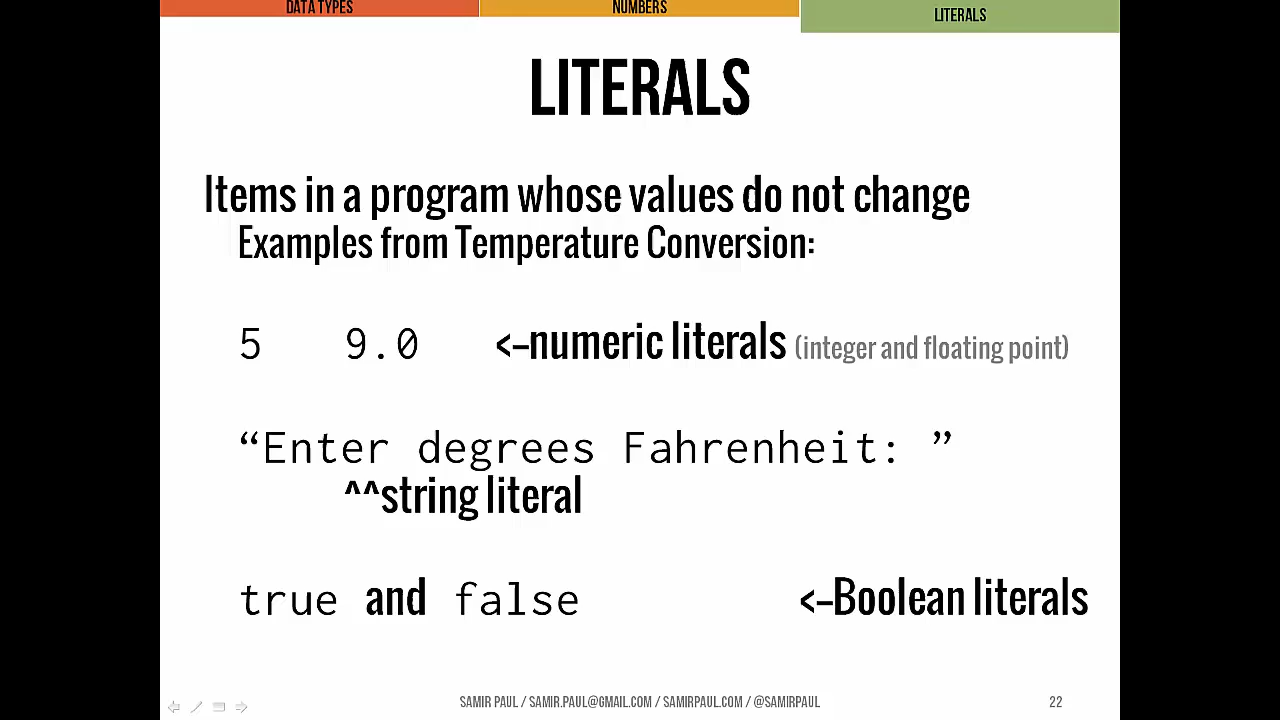 DATA TYPES
NUMBERS
LITERALS
LITERALS
Items in a program whose values do not change
Examples from Temperature Conversion:
5 9.0 <–numeric literals (integer and floating point)
“Enter degrees Fahrenheit: ”
^^string literal
true and false <–Boolean literals
SAMIR PAUL / SAMIR.PAUL@GMAIL.COM / SAMIRPAUL.COM / @SAMIRPAUL
22